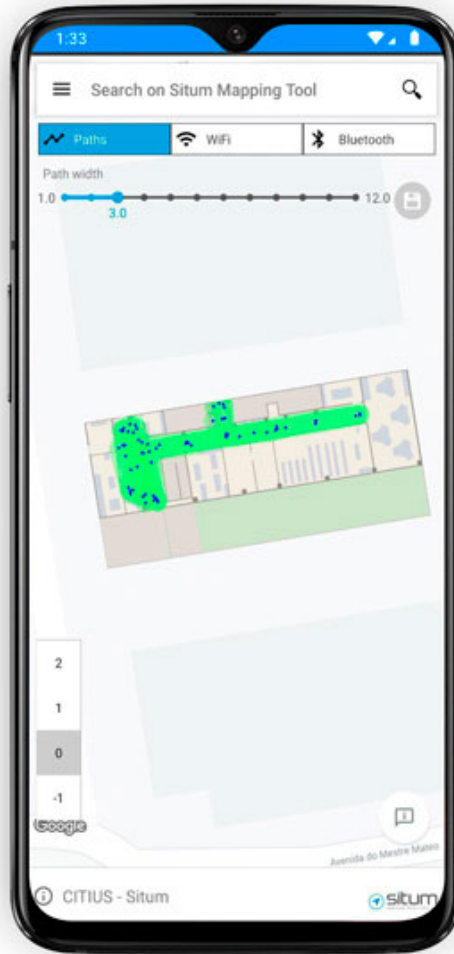 1:33
Search on Situm Mapping Tool
Paths WiFi Bluetooth
Path width
1.0 12.0
3.0
2
1
0
-1
Google
Avenida do Mestre Mateo
CITIUS - Situm
situm